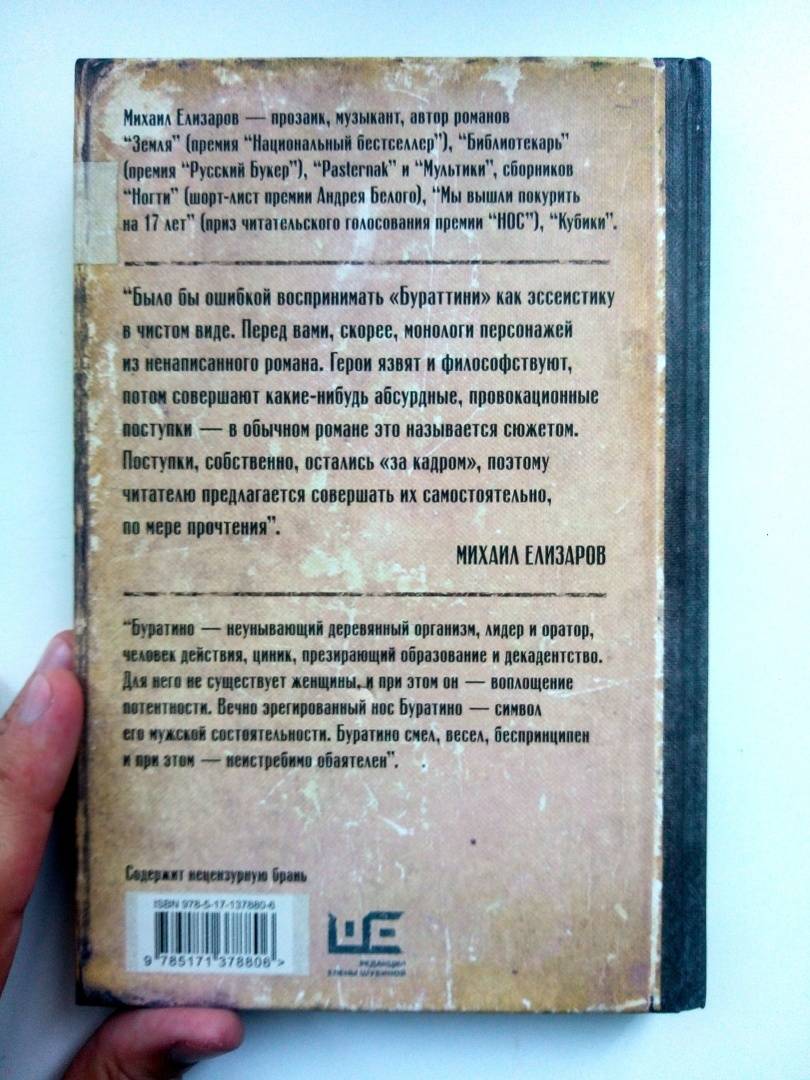 Михаил Елизаров — прозаик, музыкант, автор романов
“Земля” (премия “Национальный бестселлер”), “Библиотекарь”
(премия “Русский Букер”), “Pasternak” и “Мультики”, сборников
“Ногти” (шорт-лист премии Андрея Белого), “Мы вышли покурить
на 17 лет” (приз читательского голосования премии “НОС”), “Кубики”.
“Было бы ошибкой воспринимать «Бураттини» как эссеистику
в чистом виде. Перед вами, скорее, монологи персонажей
из ненаписанного романа. Герои язвят и философствуют,
потом совершают какие-нибудь абсурдные, провокационные
поступки — в обычном романе это называется сюжетом.
Поступки, собственно, остались «за кадром», поэтому
читателю предлагается совершать их самостоятельно,
по мере прочтения”.
МИХАИЛ ЕЛИЗАРОВ
“Буратино — неунывающий деревянный организм, лидер и оратор,
человек действия, циник, презирающий образование и декадентство.
Для него не существует женщины, и при этом он — воплощение
потентности. Вечно эрегированный нос Буратино — символ
его мужской состоятельности. Буратино смел, весел, беспринципен
и при этом — неистребимо обаятелен”.
Содержит нецензурную брань
ISBN 978-5-17-137880-6
9 785171 378806 >
РЕДАКЦИЯ
ЕЛЕНЫ ШУБИНОЙ